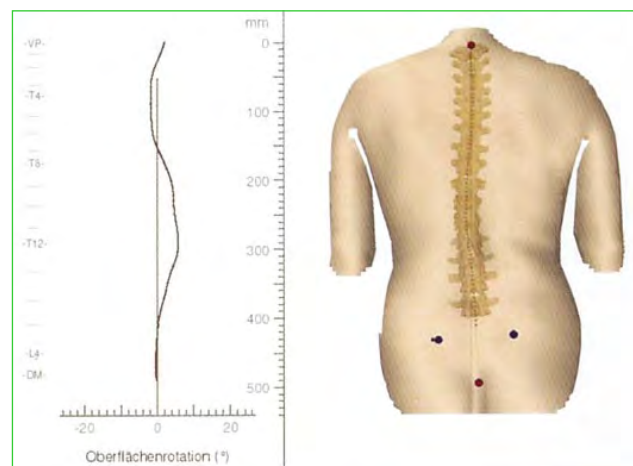 mm
-VP-
0
-T4-
100
-T8-
200
-T12-
300
400
-L4-
-DM-
500
-20
0
20
Oberflächenrotation (°)